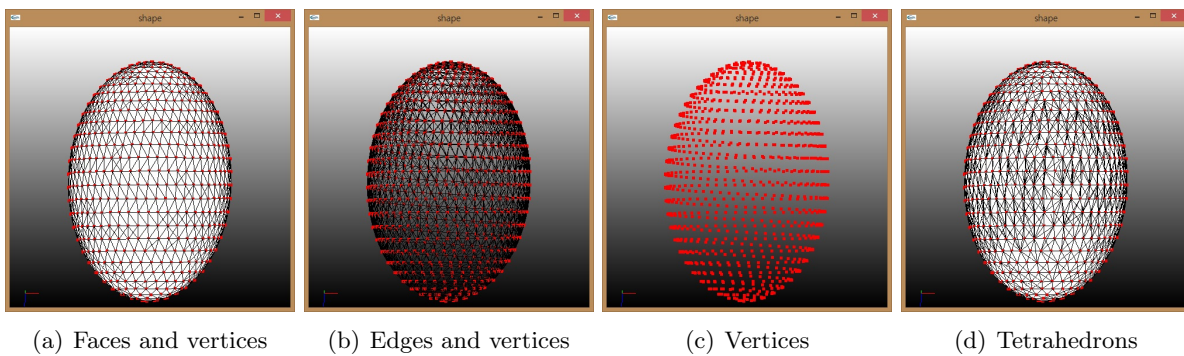 shape
shape
shape
shape
(a) Faces and vertices
(b) Edges and vertices
(c) Vertices
(d) Tetrahedrons